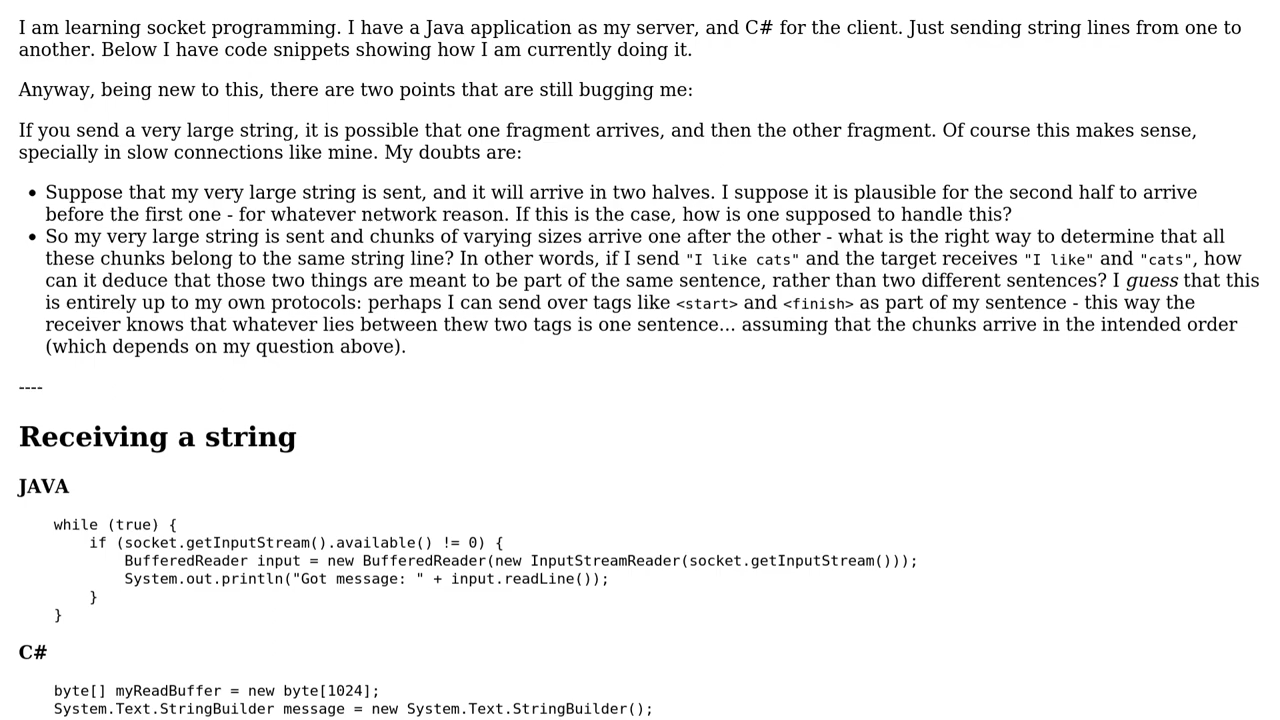 I am learning socket programming. I have a Java application as my server, and C# for the client. Just sending string lines from one to
another. Below I have code snippets showing how I am currently doing it.
Anyway, being new to this, there are two points that are still bugging me:
If you send a very large string, it is possible that one fragment arrives, and then the other fragment. Of course this makes sense,
specially in slow connections like mine. My doubts are:
• Suppose that my very large string is sent, and it will arrive in two halves. I suppose it is plausible for the second half to arrive
before the first one - for whatever network reason. If this is the case, how is one supposed to handle this?
• So my very large string is sent and chunks of varying sizes arrive one after the other - what is the right way to determine that all
these chunks belong to the same string line? In other words, if I send "I like cats" and the target receives "I like" and "cats", how
can it deduce that those two things are meant to be part of the same sentence, rather than two different sentences? I guess that this
is entirely up to my own protocols: perhaps I can send over tags like <start> and <finish> as part of my sentence - this way the
receiver knows that whatever lies between thew two tags is one sentence... assuming that the chunks arrive in the intended order
(which depends on my question above).
----
Receiving a string
JAVA
while (true) {
    if (socket.getInputStream().available() != 0) {
        BufferedReader input = new BufferedReader(new InputStreamReader(socket.getInputStream()));
        System.out.println("Got message: " + input.readLine());
    }
}
C#
byte[] myReadBuffer = new byte[1024];
System.Text.StringBuilder message = new System.Text.StringBuilder();